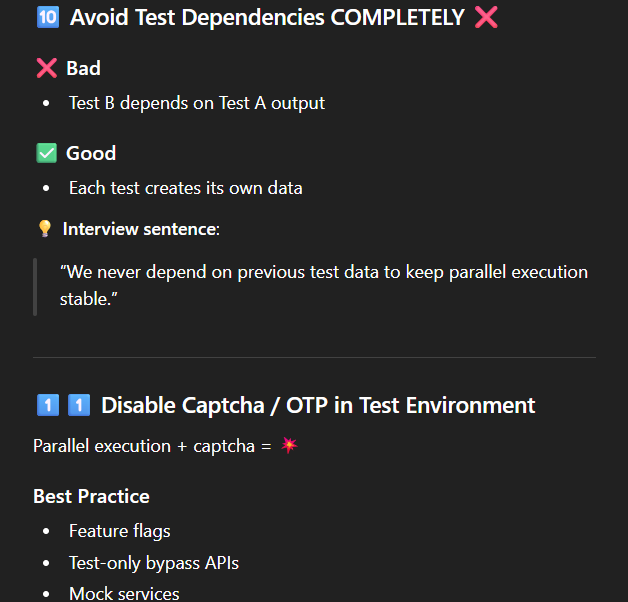 🔟 Avoid Test Dependencies COMPLETELY ❌
❌ Bad
• Test B depends on Test A output
✅ Good
• Each test creates its own data
💡 Interview sentence:
“We never depend on previous test data to keep parallel execution
stable.”
1️⃣ 1️⃣ Disable Captcha / OTP in Test Environment
Parallel execution + captcha = 💥
Best Practice
• Feature flags
• Test-only bypass APIs
• Mock services